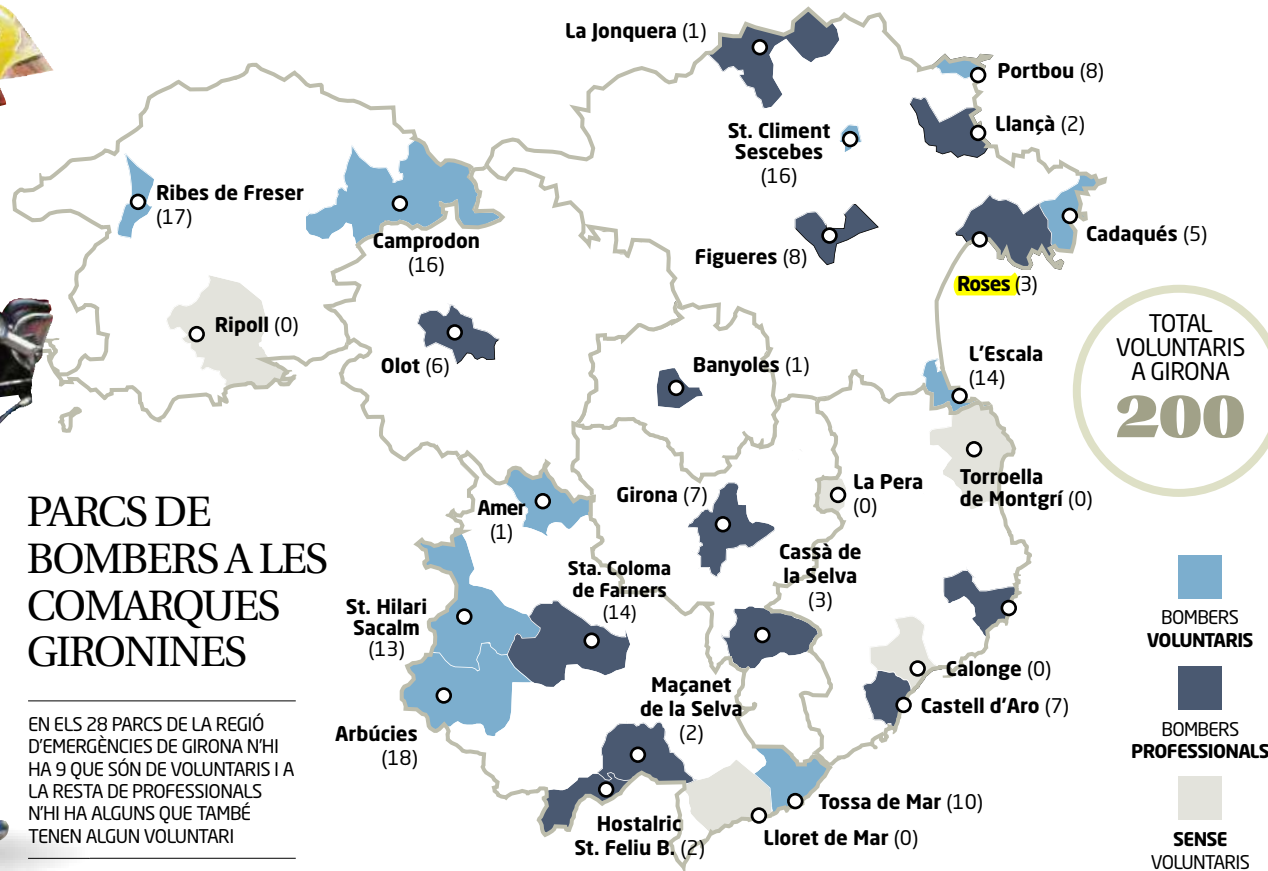 La Jonquera (1)
Portbou (8)
Llançà (2)
St. Climent
Sescebes
(16)
Ribes de Freser
(17)
Camprodon
(16)
Cadaqués (5)
Figueres (8)
Roses (3)
Ripoll (0)
Olot (6)
Banyoles (1)
L'Escala
(14)
TOTAL
VOLUNTARIS
A GIRONA
200
Torroella
de Montgrí (0)
La Pera
(0)
Girona (7)
Amer
(1)
PARCS DE
BOMBERS A LES
COMARQUES
GIRONINES
EN ELS 28 PARCS DE LA REGIÓ
D'EMERGÈNCIES DE GIRONA N'HI
HA 9 QUE SÓN DE VOLUNTARIS I A
LA RESTA DE PROFESSIONALS
N'HI HA ALGUNS QUE TAMBÉ
TENEN ALGUN VOLUNTARI
Cassà de
la Selva
(3)
Sta. Coloma
de Farners
(14)
St. Hilari
Sacalm
(13)
Arbúcies
(18)
Maçanet
de la Selva
(2)
Calonge (0)
Castell d'Aro (7)
Tossa de Mar (10)
Lloret de Mar (0)
Hostalric
St. Feliu B. (2)
BOMBERS
VOLUNTARIS
BOMBERS
PROFESSIONALS
SENSE
VOLUNTARIS